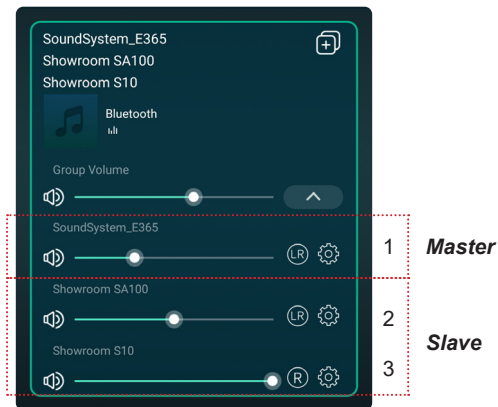 SoundSystem_E365
Showroom SA100
Showroom S10
Bluetooth
Group Volume
SoundSystem_E365
LR
1
Master
Showroom SA100
LR
2
Slave
Showroom S10
R
3